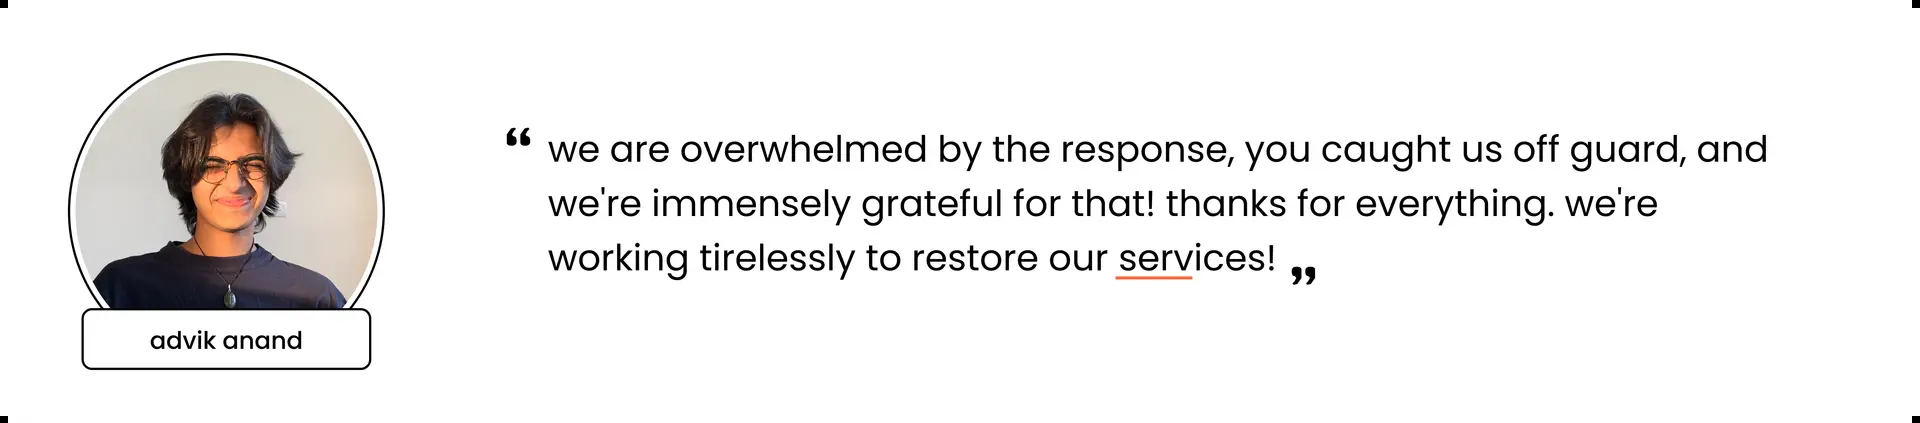 “ we are overwhelmed by the response, you caught us off guard, and
we're immensely grateful for that! thanks for everything. we're
working tirelessly to restore our services! ”
advik anand